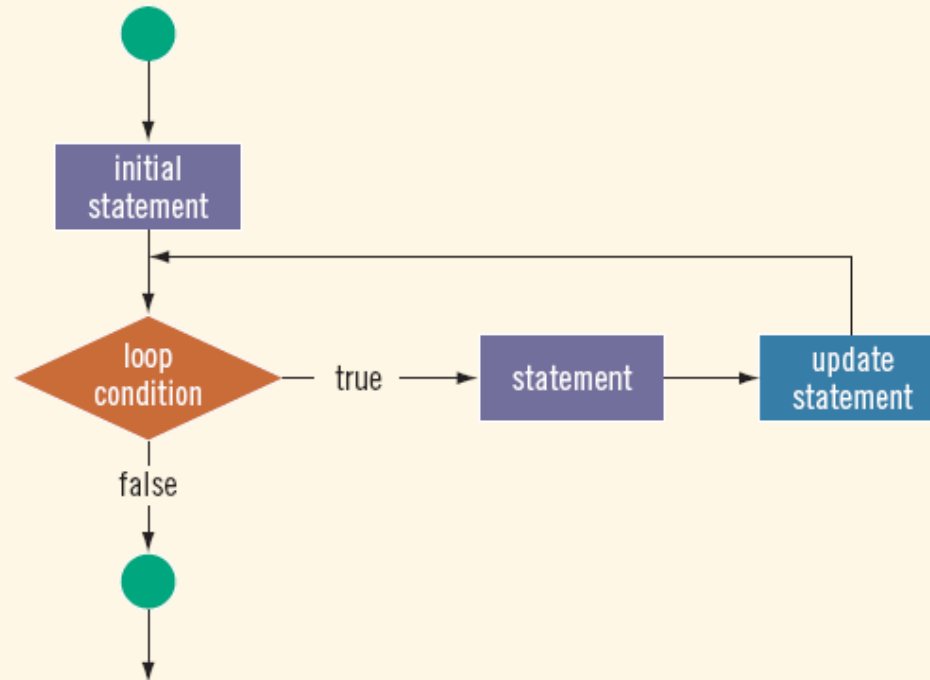 initial
statement
loop
condition
true
statement
update
statement
false